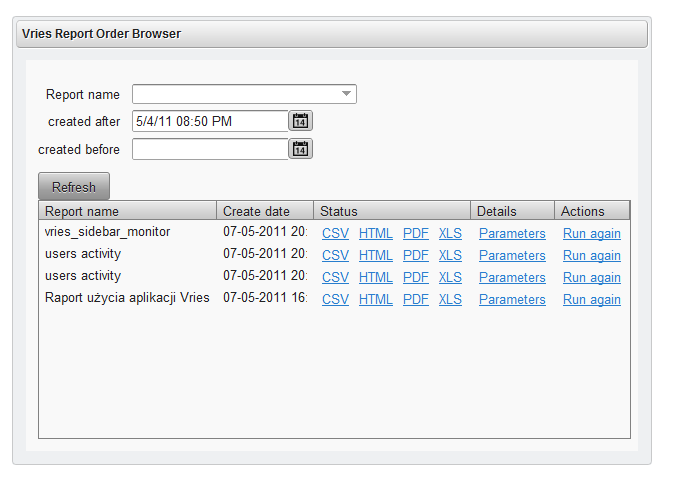 Vries Report Order Browser
Report name
created after 5/4/11 08:50 PM 14
created before 14
Refresh
Report name Create date Status Details Actions
vries_sidebar_monitor 07-05-2011 20: CSV HTML PDF XLS Parameters Run again
users activity 07-05-2011 20: CSV HTML PDF XLS Parameters Run again
users activity 07-05-2011 20: CSV HTML PDF XLS Parameters Run again
Raport użycia aplikacji Vries 07-05-2011 16: CSV HTML PDF XLS Parameters Run again